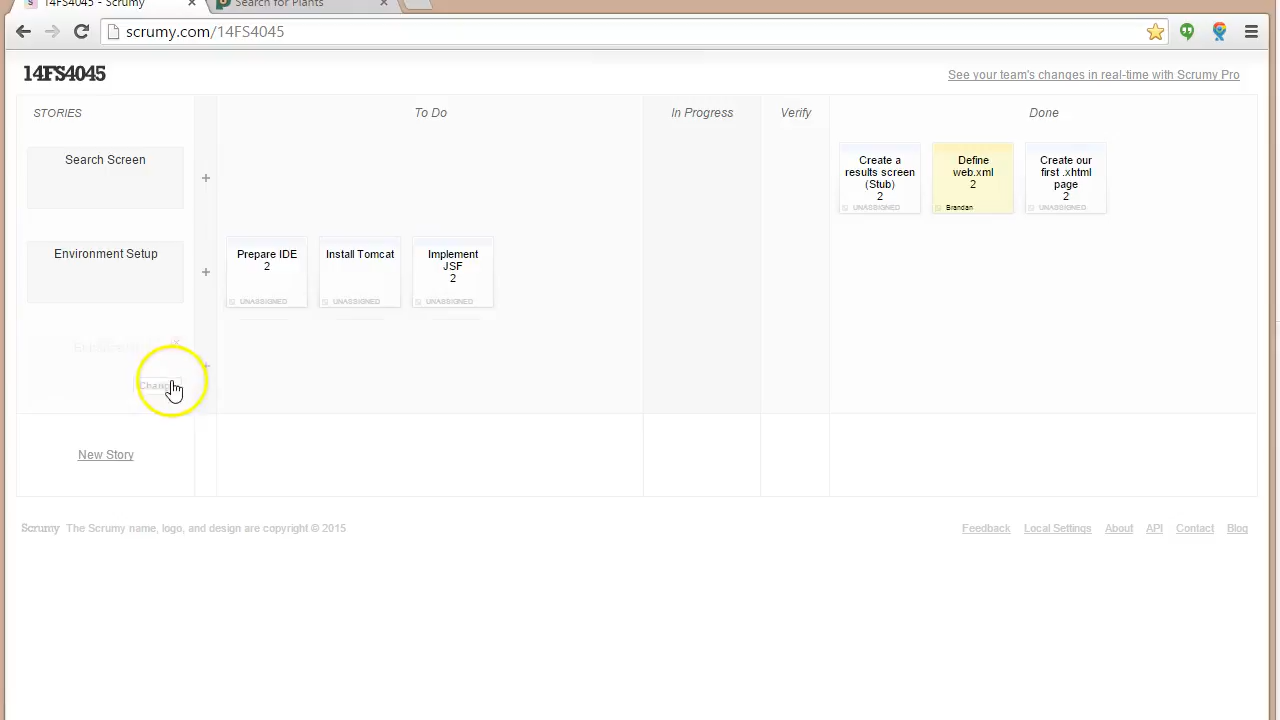 14FS4045 - Scrumy
Search for Plants
scrumy.com/14FS4045
14FS4045
See your team's changes in real-time with Scrumy Pro
STORIES
To Do
In Progress
Verify
Done
Search Screen
+
Create a
results screen
(Stub)
2
UNASSIGNED
Define
web.xml
2
Brandan
Create our
first .xhtml
page
2
UNASSIGNED
Environment Setup
+
Prepare IDE
2
UNASSIGNED
Install Tomcat
UNASSIGNED
Implement
JSF
2
UNASSIGNED
+
New Story
Scrumy The Scrumy name, logo, and design are copyright © 2015
Feedback
Local Settings
About
API
Contact
Blog